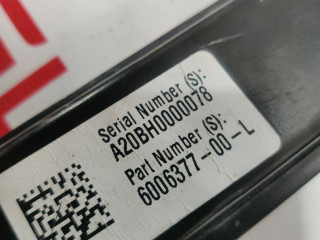 Serial Number (S):
A20BH0000078
Part Number (S):
6006377-00-L